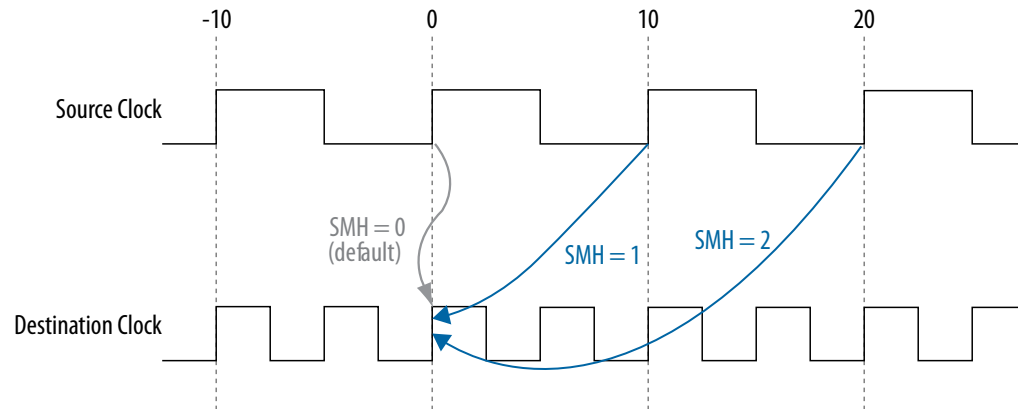 -10 0 10 20
Source Clock
SMH = 0
(default)
SMH = 1
SMH = 2
Destination Clock